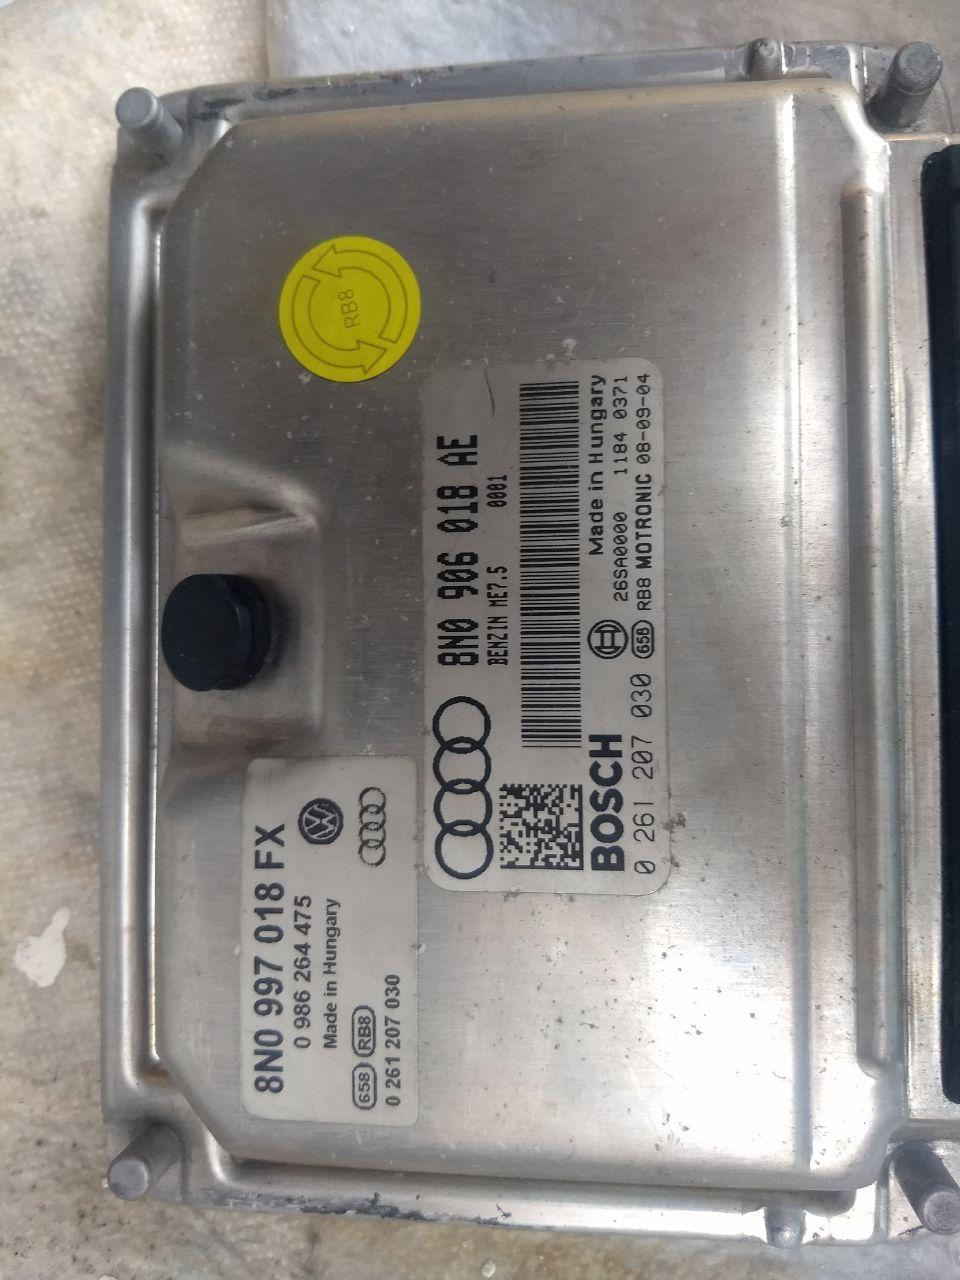 RB8
8N0 906 018 AE
BENZIN ME7.5 0001
Made in Hungary
BOSCH 26SA0000 1184 0371
0 261 207 030 658 RB8 MOTRONIC 08-09-04
8N0 997 018 FX
0 986 264 475
Made in Hungary
658 RB8
0 261 207 030